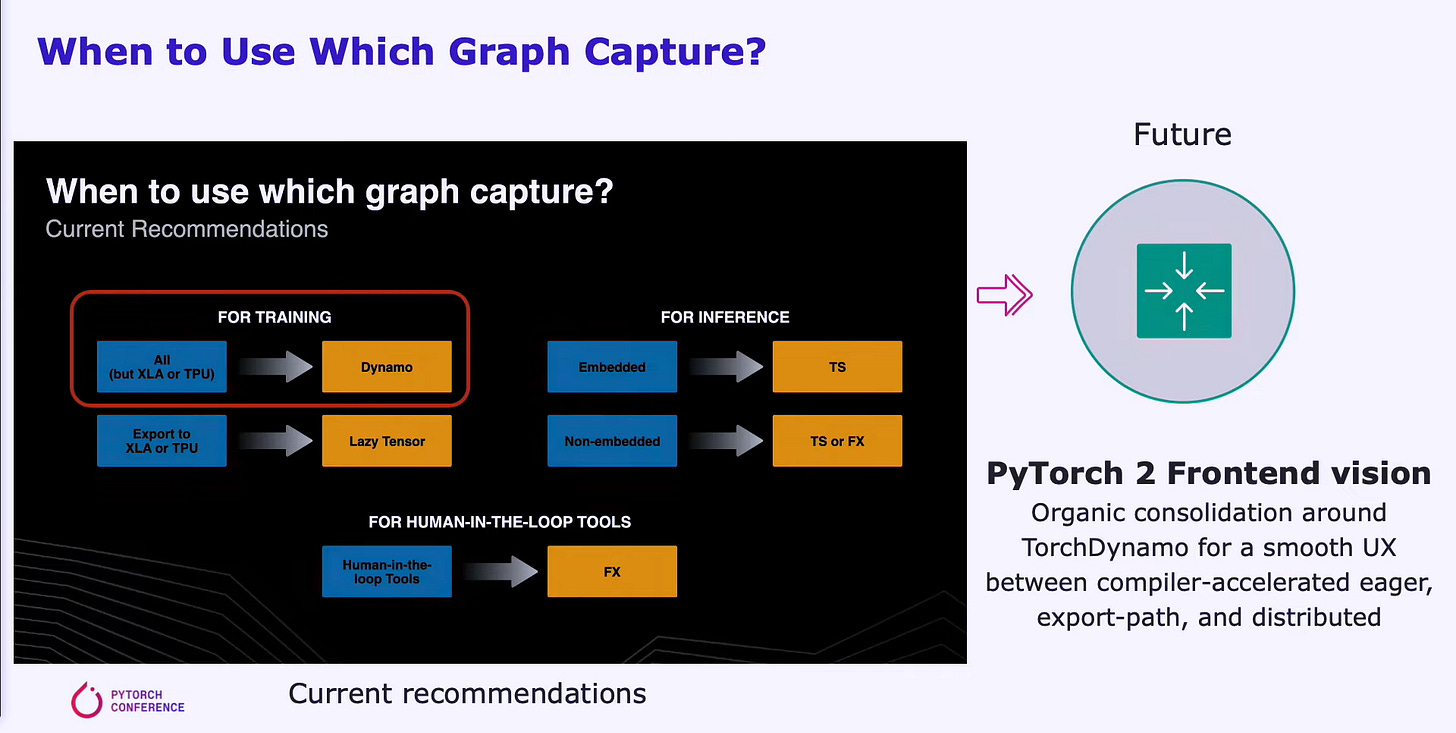 When to Use Which Graph Capture?
When to use which graph capture?
Current Recommendations
FOR TRAINING
All
(but XLA or TPU)
Dynamo
Export to
XLA or TPU
Lazy Tensor
FOR INFERENCE
Embedded
TS
Non-embedded
TS or FX
FOR HUMAN-IN-THE-LOOP TOOLS
Human-in-the-
loop Tools
FX
Current recommendations
Future
PyTorch 2 Frontend vision
Organic consolidation around
TorchDynamo for a smooth UX
between compiler-accelerated eager,
export-path, and distributed
PYTORCH
CONFERENCE